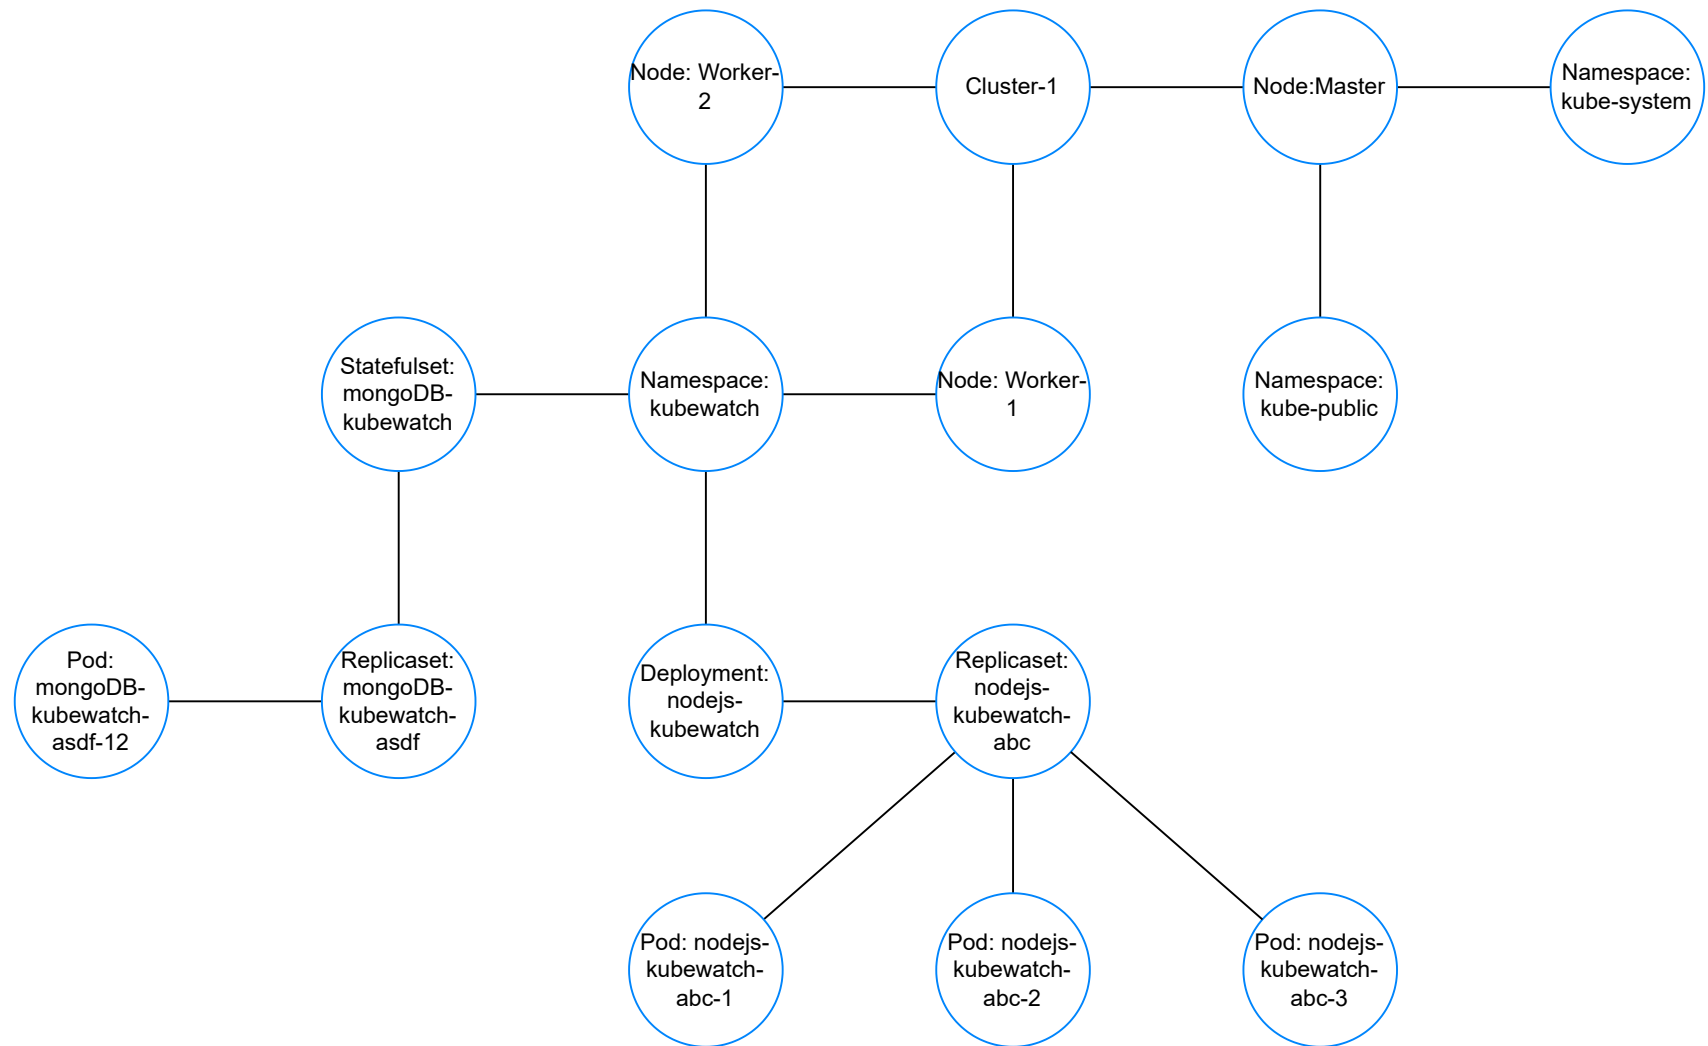 Node: Worker-
2
Cluster-1
Node:Master
Namespace:
kube-system
Statefulset:
mongoDB-
kubewatch
Namespace:
kubewatch
Node: Worker-
1
Namespace:
kube-public
Pod:
mongoDB-
kubewatch-
asdf-12
Replicaset:
mongoDB-
kubewatch-
asdf
Deployment:
nodejs-
kubewatch
Replicaset:
nodejs-
kubewatch-
abc
Pod: nodejs-
kubewatch-
abc-1
Pod: nodejs-
kubewatch-
abc-2
Pod: nodejs-
kubewatch-
abc-3